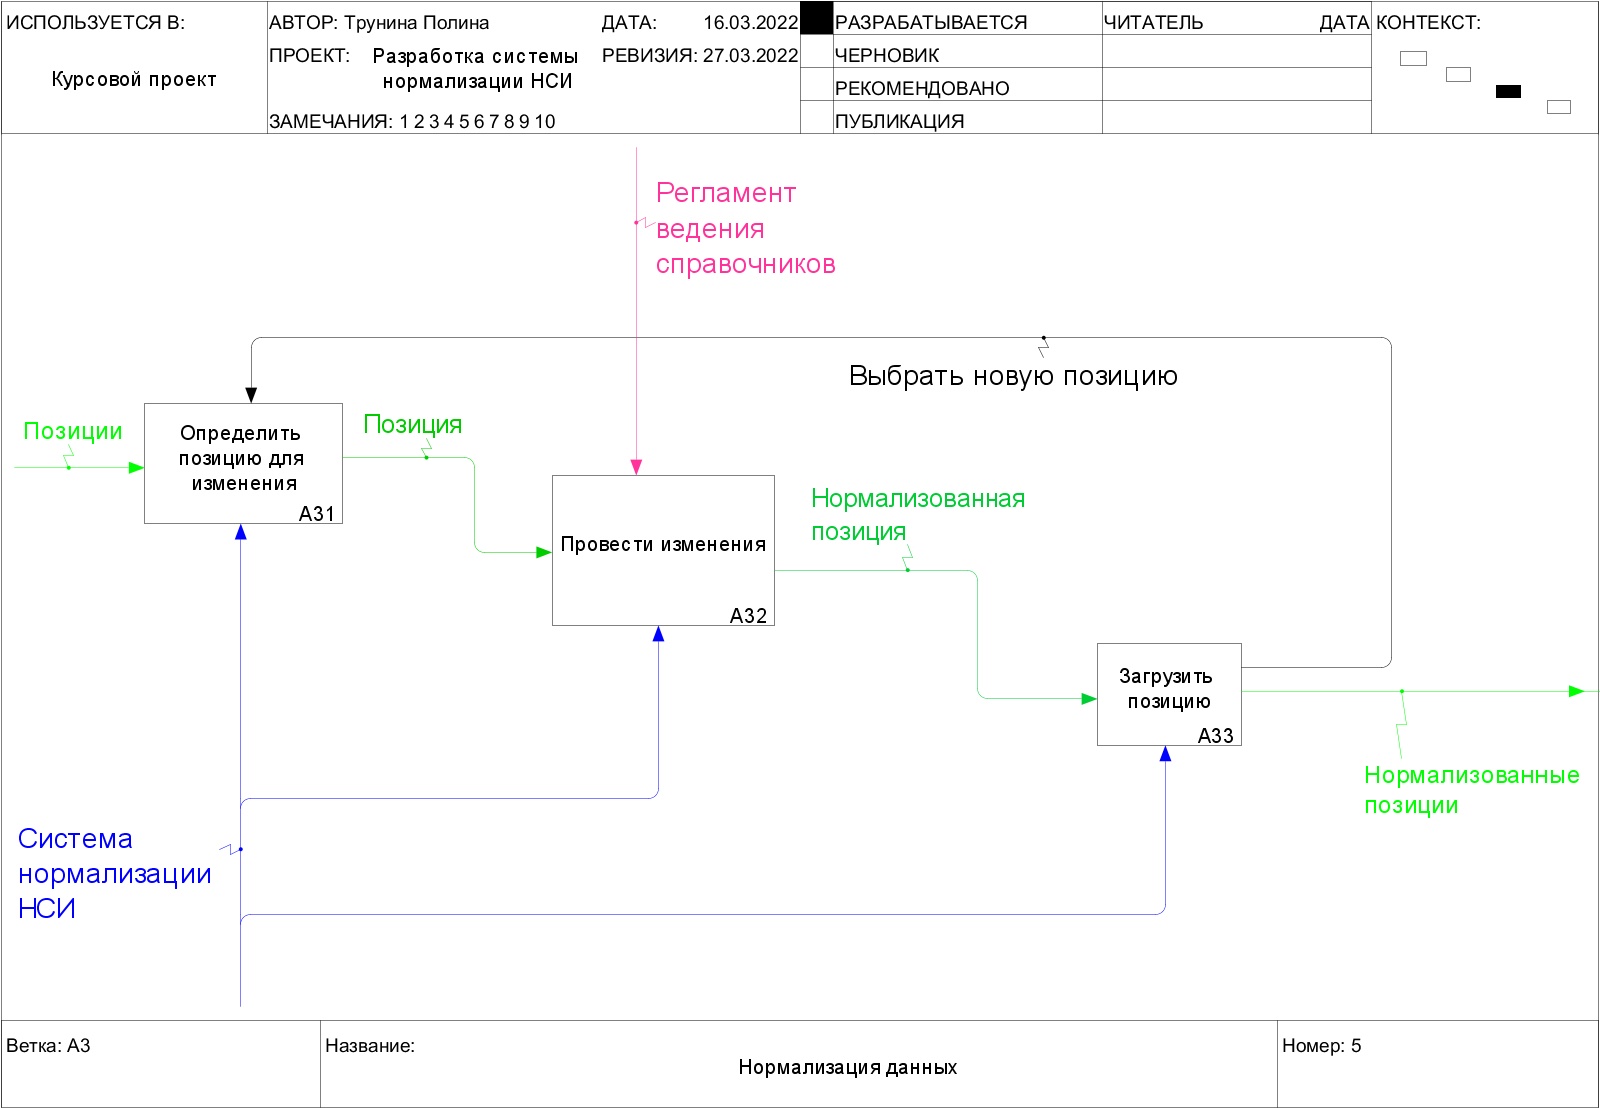 ИСПОЛЬЗУЕТСЯ В:
Курсовой проект
АВТОР: Трунина Полина
ДАТА: 16.03.2022
ПРОЕКТ: Разработка системы
нормализации НСИ
РЕВИЗИЯ: 27.03.2022
ЗАМЕЧАНИЯ: 1 2 3 4 5 6 7 8 9 10
РАЗРАБАТЫВАЕТСЯ
ЧЕРНОВИК
РЕКОМЕНДОВАНО
ПУБЛИКАЦИЯ
ЧИТАТЕЛЬ
ДАТА
КОНТЕКСТ:
Регламент
ведения
справочников
Выбрать новую позицию
Позиции
Определить
позицию для
изменения
A31
Позиция
Провести изменения
A32
Нормализованная
позиция
Загрузить
позицию
A33
Нормализованные
позиции
Система
нормализации
НСИ
Ветка: A3
Название:
Нормализация данных
Номер: 5